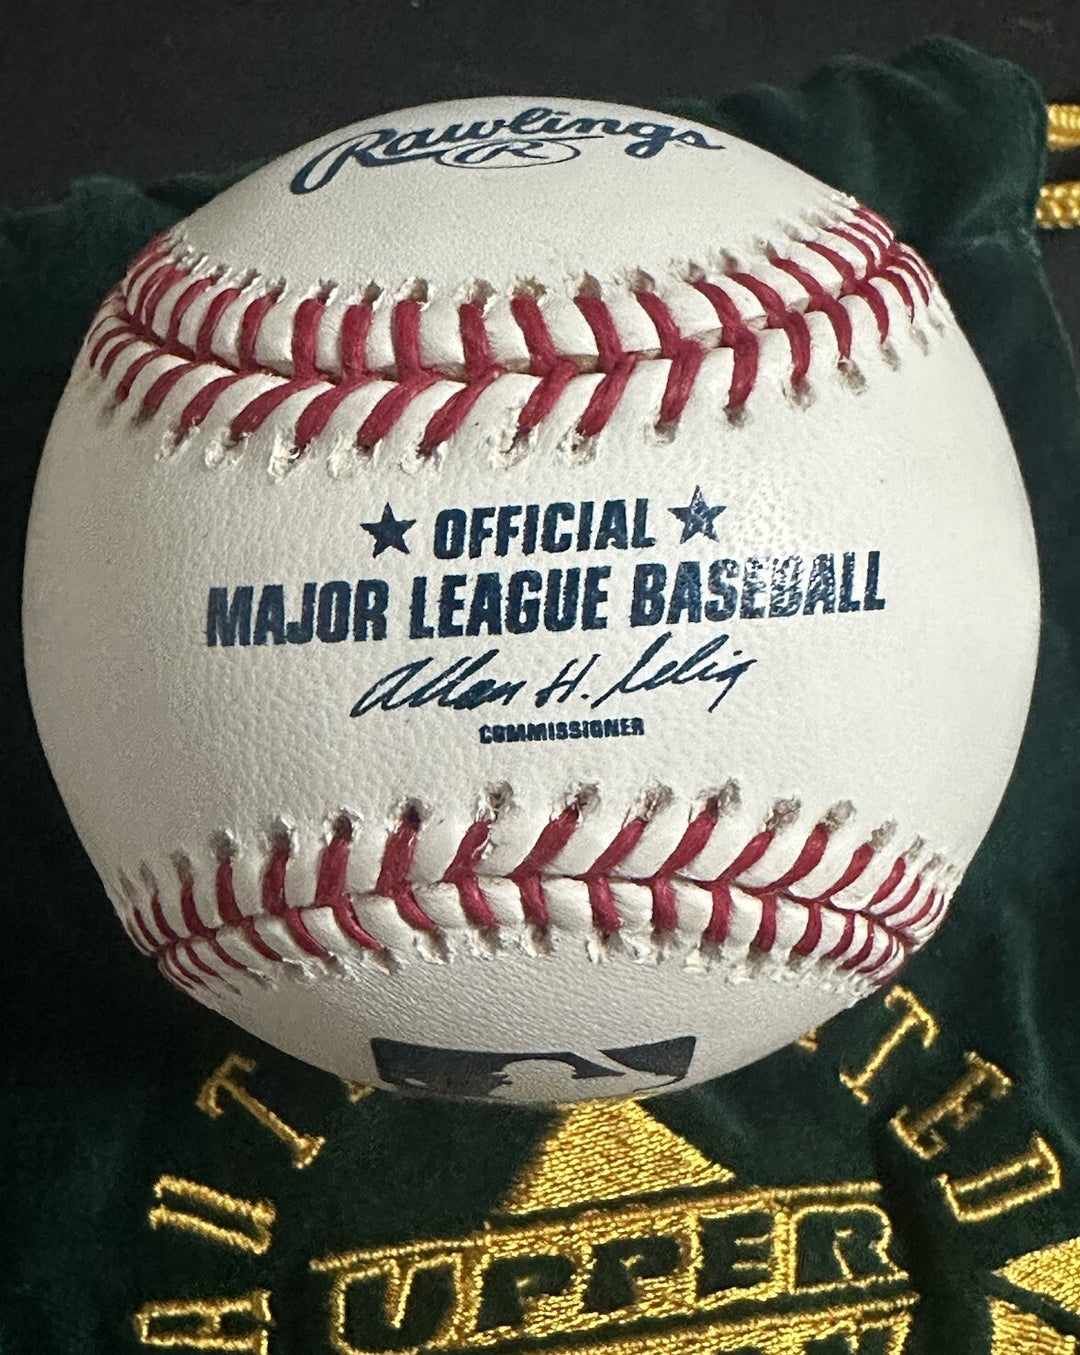 Rawlings
R
OFFICIAL
MAJOR LEAGUE BASEBALL
Allan H. Selig
COMMISSIONER
UPPER